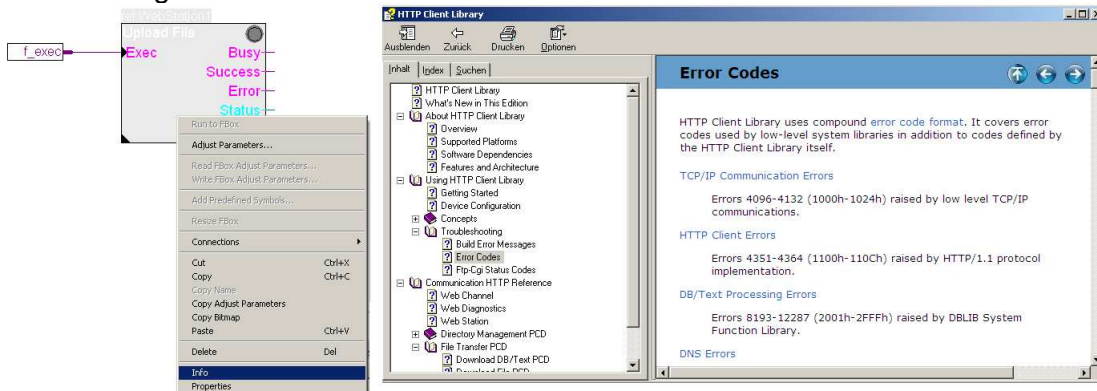 ref:WebStation1
Upload File
f_exec
Exec
Busy
Success
Error
Status
Run to FBox
Adjust Parameters...
Read FBox Adjust Parameters...
Write FBox Adjust Parameters...
Add Predefined Symbols...
Resize FBox
Connections
Cut Ctrl+X
Copy Ctrl+C
Copy Name
Copy Adjust Parameters
Copy Bitmap
Paste Ctrl+V
Delete Del
Info
Properties
HTTP Client Library
Ausblenden Zurück Drucken Optionen
Inhalt Index Suchen
HTTP Client Library
What's New in This Edition
About HTTP Client Library
Overview
Supported Platforms
Software Dependencies
Features and Architecture
Using HTTP Client Library
Getting Started
Device Configuration
Concepts
Troubleshooting
Build Error Messages
Error Codes
Ftp-Cgi Status Codes
Communication HTTP Reference
Web Channel
Web Diagnostics
Web Station
Directory Management PCD
File Transfer PCD
Download DB/Text PCD
Download File PCD
Error Codes
HTTP Client Library uses compound error code format. It covers error
codes used by low-level system libraries in addition to codes defined by
the HTTP Client Library itself.
TCP/IP Communication Errors
Errors 4096-4132 (1000h-1024h) raised by low level TCP/IP
communications.
HTTP Client Errors
Errors 4351-4364 (1100h-110Ch) raised by HTTP/1.1 protocol
implementation.
DB/Text Processing Errors
Errors 8193-12287 (2001h-2FFFh) raised by DBLIB System
Function Library.
DNS Errors